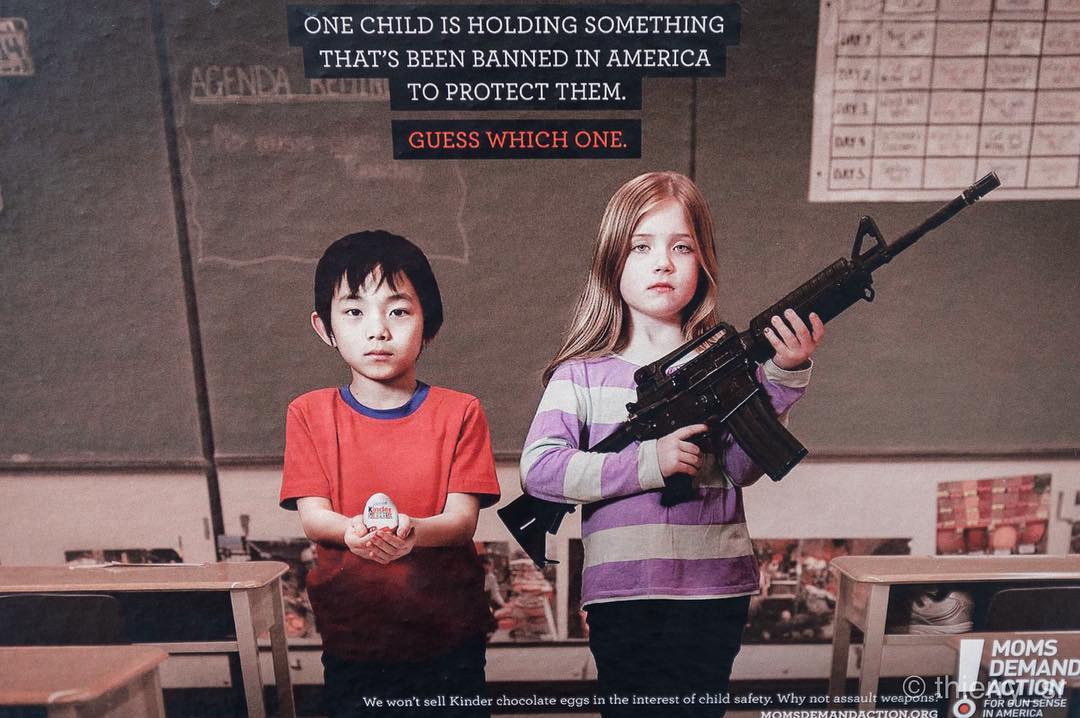 ONE CHILD IS HOLDING SOMETHING
THAT'S BEEN BANNED IN AMERICA
TO PROTECT THEM.
GUESS WHICH ONE.
AGENDA
DAY 2
DAY 3
DAY 4
DAY 5
Kinder
We won't sell Kinder chocolate eggs in the interest of child safety. Why not assault weapons?
MOMSDEMANDACTION.ORG
MOMS
DEMAND
ACTION
FOR GUN SENSE
IN AMERICA